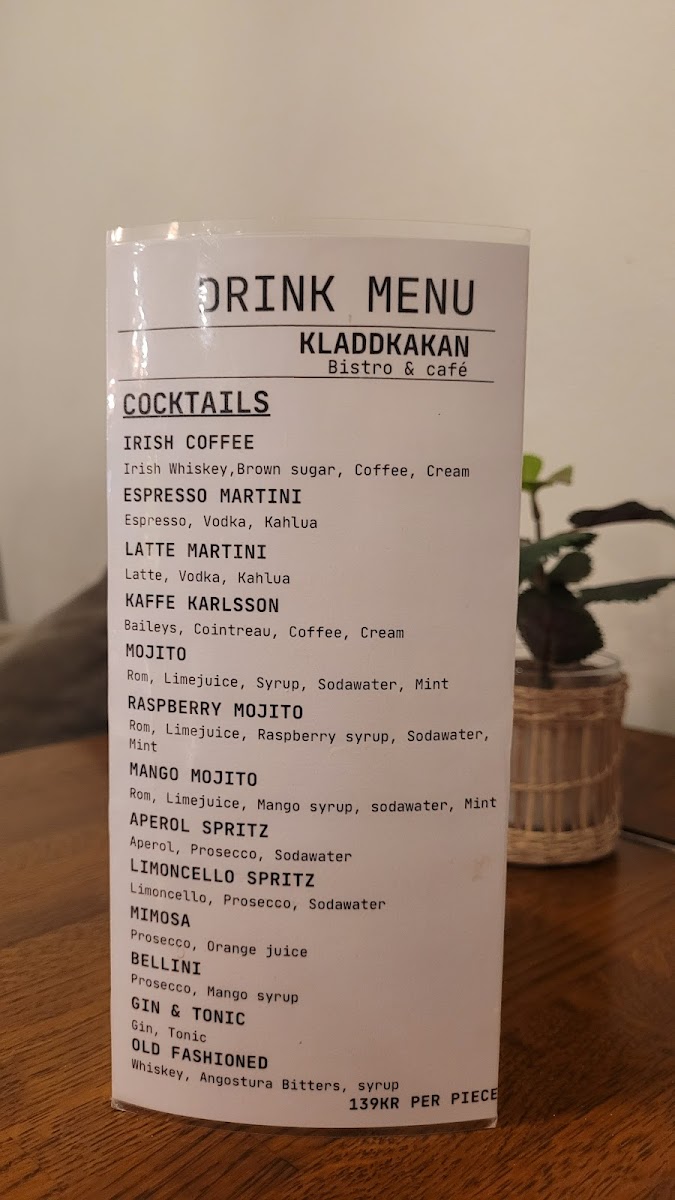 DRINK MENU
KLADDKAKAN
Bistro & café
COCKTAILS
IRISH COFFEE
Irish Whiskey,Brown sugar, Coffee, Cream
ESPRESSO MARTINI
Espresso, Vodka, Kahlua
LATTE MARTINI
Latte, Vodka, Kahlua
KAFFE KARLSSON
Baileys, Cointreau, Coffee, Cream
MOJITO
Rom, Limejuice, Syrup, Sodawater, Mint
RASPBERRY MOJITO
Rom, Limejuice, Raspberry syrup, Sodawater,
Mint
MANGO MOJITO
Rom, Limejuice, Mango syrup, sodawater, Mint
APEROL SPRITZ
Aperol, Prosecco, Sodawater
LIMONCELLO SPRITZ
Limoncello, Prosecco, Sodawater
MIMOSA
Prosecco, Orange juice
BELLINI
Prosecco, Mango syrup
GIN & TONIC
Gin, Tonic
OLD FASHIONED
Whiskey, Angostura Bitters, syrup
139KR PER PIECE